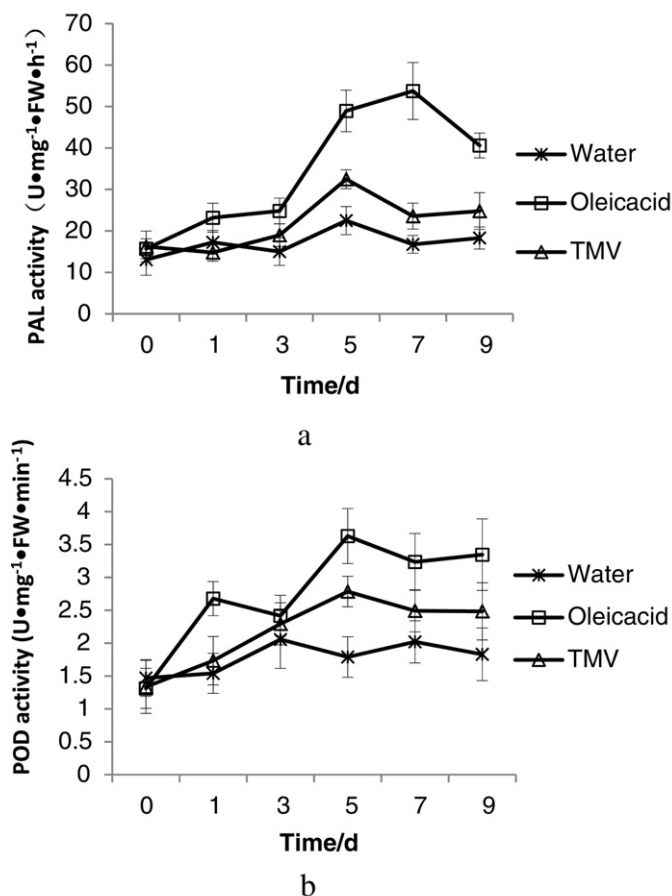 70
60
50
40
30
20
10
0
PAL activity （U•mg-1•FW•h-1)
0 1 3 5 7 9
Time/d
Water
Oleicacid
TMV
a
4.5
4
3.5
3
2.5
2
1.5
1
0.5
0
POD activity (U•mg-1•FW•min-1)
0 1 3 5 7 9
Time/d
Water
Oleicacid
TMV
b